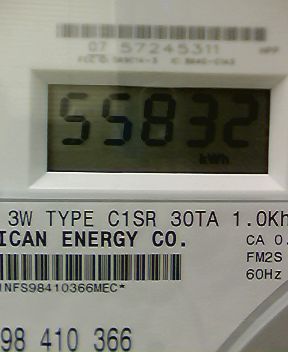 07 57245311
55832
kWh
3W TYPE C1SR 30TA 1.0Kh
ICAN ENERGY CO.
CA 0.
FM2S
60Hz
NFS98410366MEC*
98 410 366